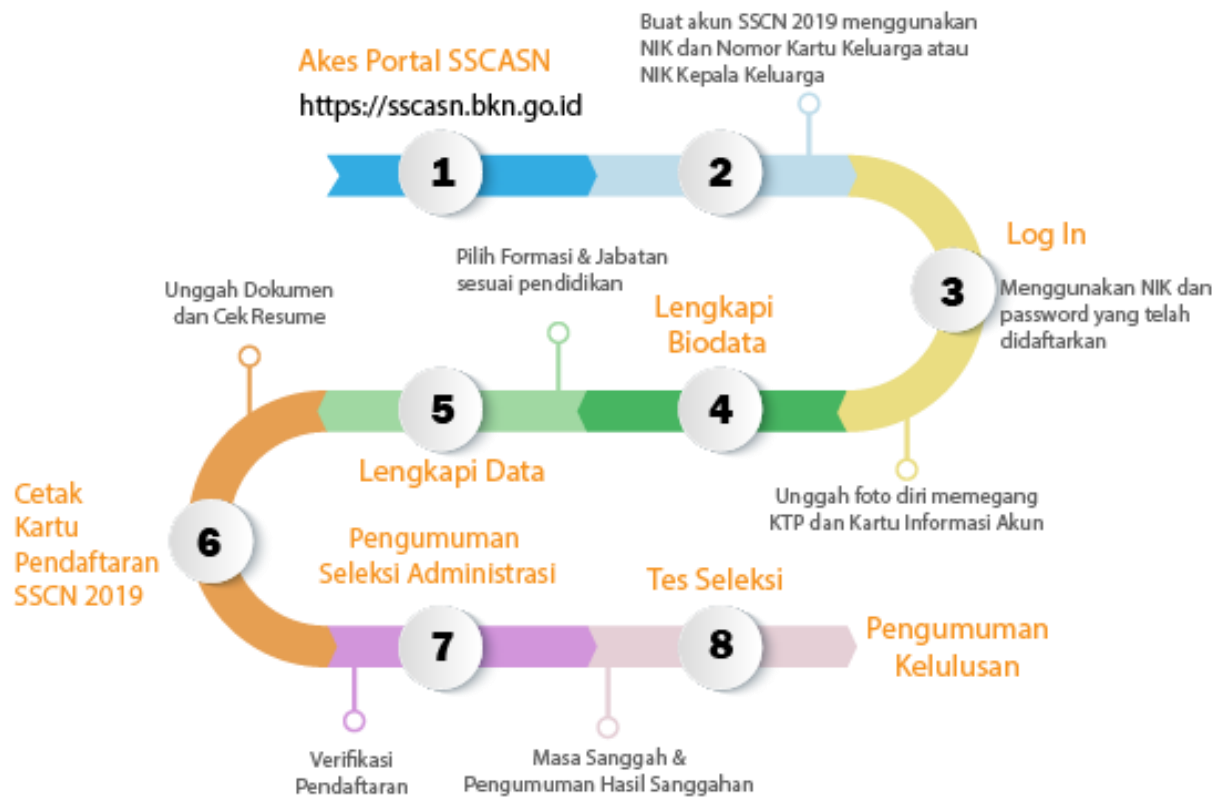 Akes Portal SSCASN
https://sscasn.bkn.go.id
1
Buat akun SSCN 2019 menggunakan
NIK dan Nomor Kartu Keluarga atau
NIK Kepala Keluarga
2
Log In
3
Menggunakan NIK dan
password yang telah
didaftarkan
Unggah foto diri memegang
KTP dan Kartu Informasi Akun
Lengkapi
Biodata
4
Pilih Formasi & Jabatan
sesuai pendidikan
5
Lengkapi Data
Unggah Dokumen
dan Cek Resume
Cetak
Kartu
Pendaftaran
SSCN 2019
6
Verifikasi
Pendaftaran
Pengumuman
Seleksi Administrasi
7
Masa Sanggah &
Pengumuman Hasil Sanggahan
Tes Seleksi
8
Pengumuman
Kelulusan